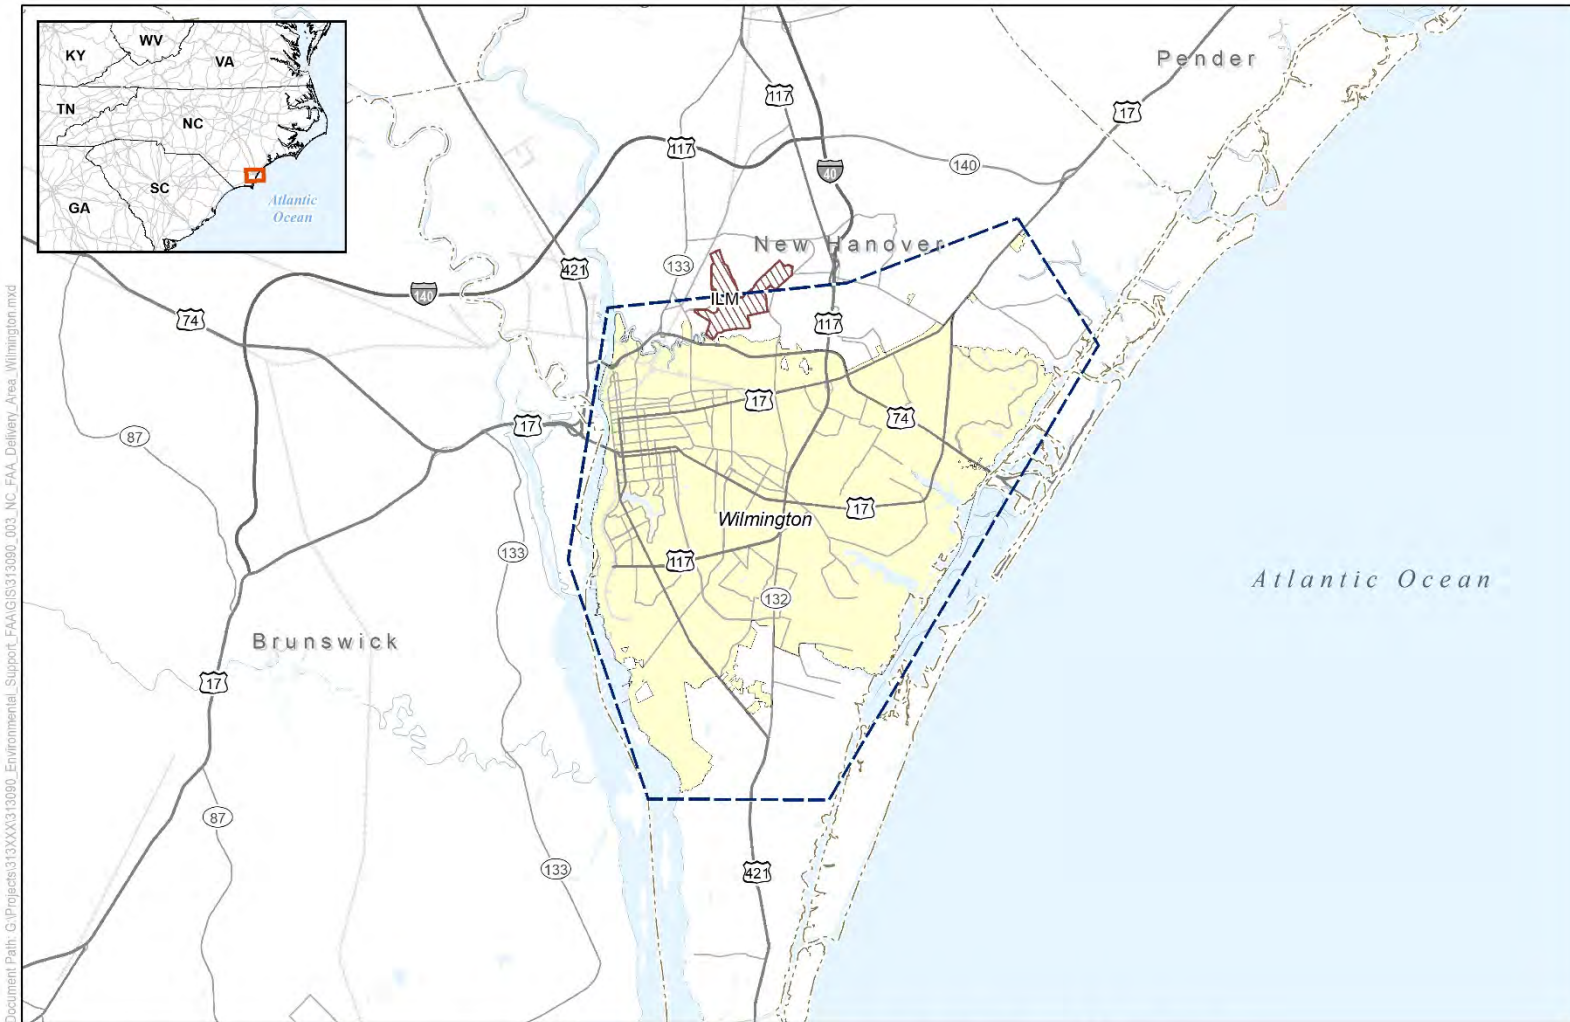 KY
WV
VA
TN
NC
SC
GA
Atlantic
Ocean
Pender
117
17
117
140
40
New Hanover
133
421
ILM
140
74
117
17
74
17
87
17
Wilmington
133
117
132
Atlantic Ocean
Brunswick
17
87
133
421
Document Path: G:\Projects\313XXX\313090_Environmental_Support_FAA\GIS\313090_003_NC_FAA_Delivery_Area_Wilmington.mxd